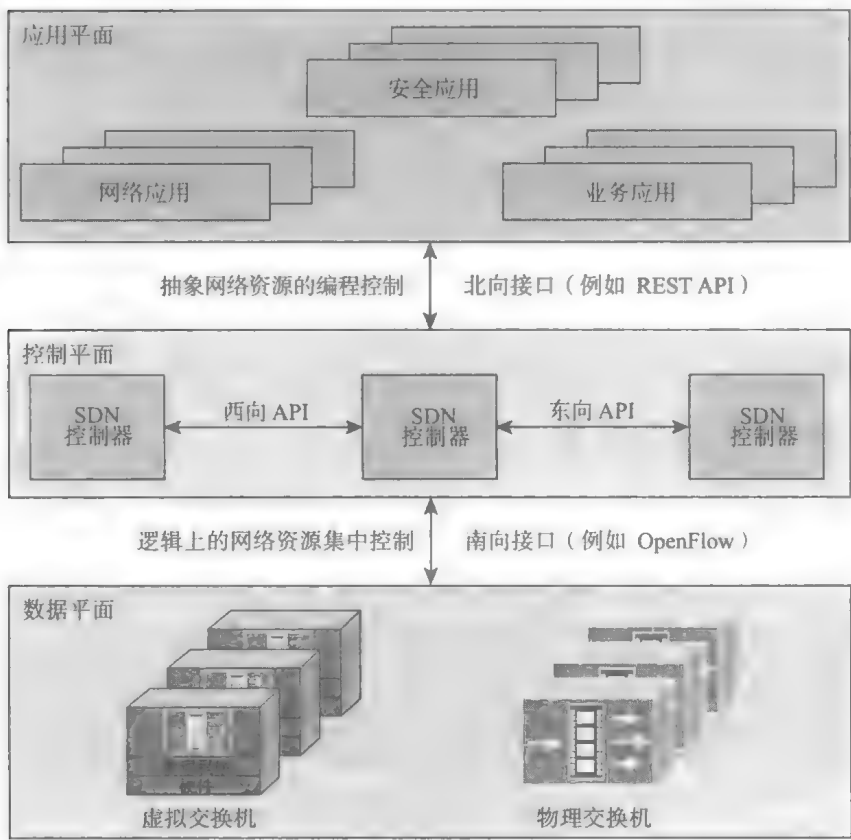 应用平面
安全应用
网络应用
业务应用
抽象网络资源的编程控制
北向接口（例如 REST API）
控制平面
SDN
控制器
西向 API
SDN
控制器
东向 API
SDN
控制器
逻辑上的网络资源集中控制
南向接口（例如 OpenFlow）
数据平面
硬件
虚拟交换机
物理交换机